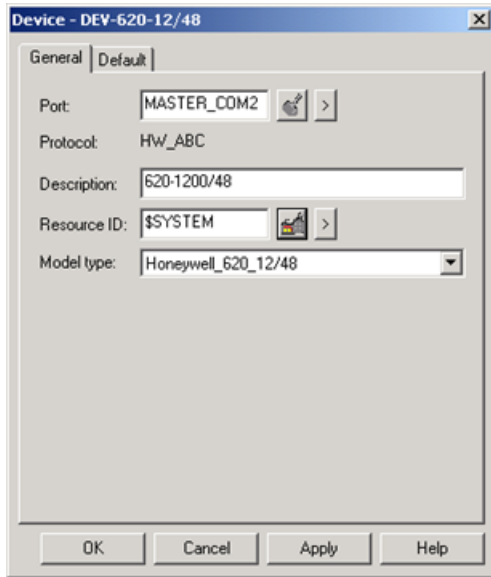 Device - DEV-620-12/48
General Default
Port: MASTER_COM2 >
Protocol: HW_ABC
Description: 620-1200/48
Resource ID: $SYSTEM >
Model type: Honeywell_620_12/48
OK Cancel Apply Help